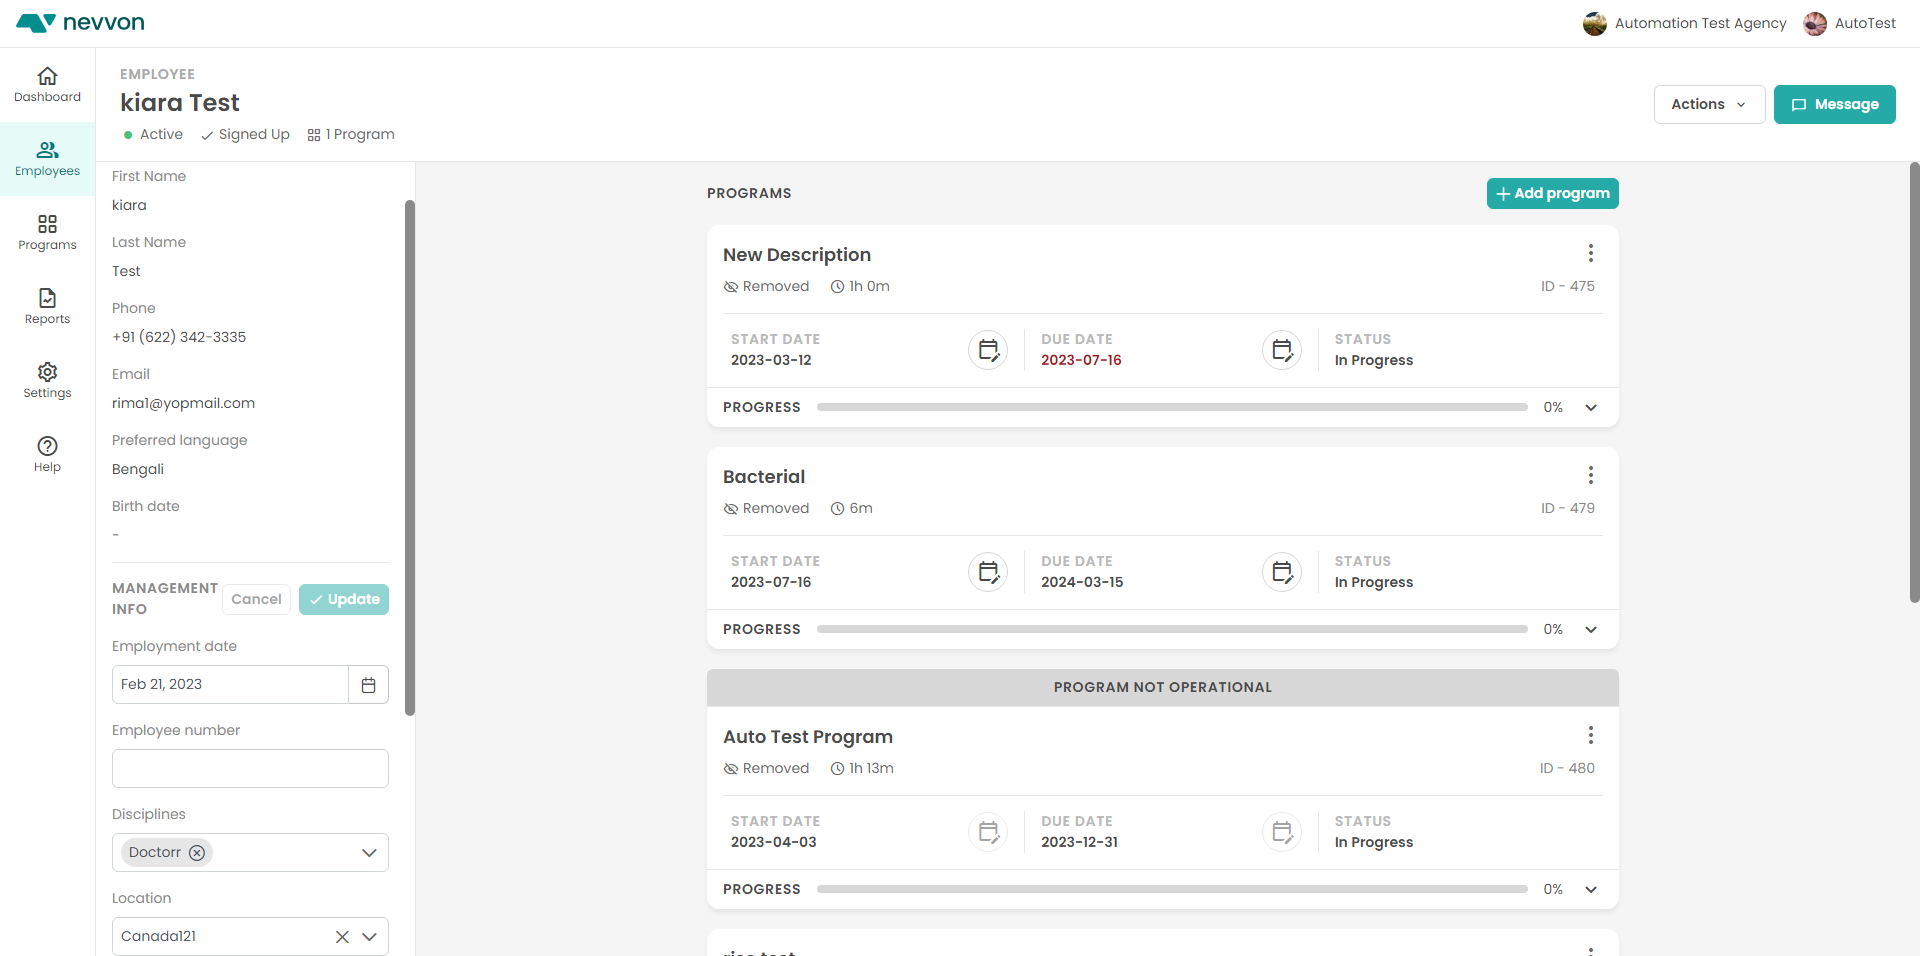 nevvon
Automation Test Agency
AutoTest
Dashboard
Employees
Programs
Reports
Settings
Help
EMPLOYEE
kiara Test
Active
Signed Up
1 Program
Actions
Message
First Name
kiara
Last Name
Test
Phone
+91 (622) 342-3335
Email
rima1@yopmail.com
Preferred language
Bengali
Birth date
-
MANAGEMENT
INFO
Cancel
Update
Employment date
Feb 21, 2023
Employee number
Disciplines
Doctorr
Location
Canada121
PROGRAMS
Add program
New Description
Removed
1h 0m
ID - 475
START DATE
2023-03-12
DUE DATE
2023-07-16
STATUS
In Progress
PROGRESS
0%
Bacterial
Removed
6m
ID - 479
START DATE
2023-07-16
DUE DATE
2024-03-15
STATUS
In Progress
PROGRESS
0%
PROGRAM NOT OPERATIONAL
Auto Test Program
Removed
1h 13m
ID - 480
START DATE
2023-04-03
DUE DATE
2023-12-31
STATUS
In Progress
PROGRESS
0%